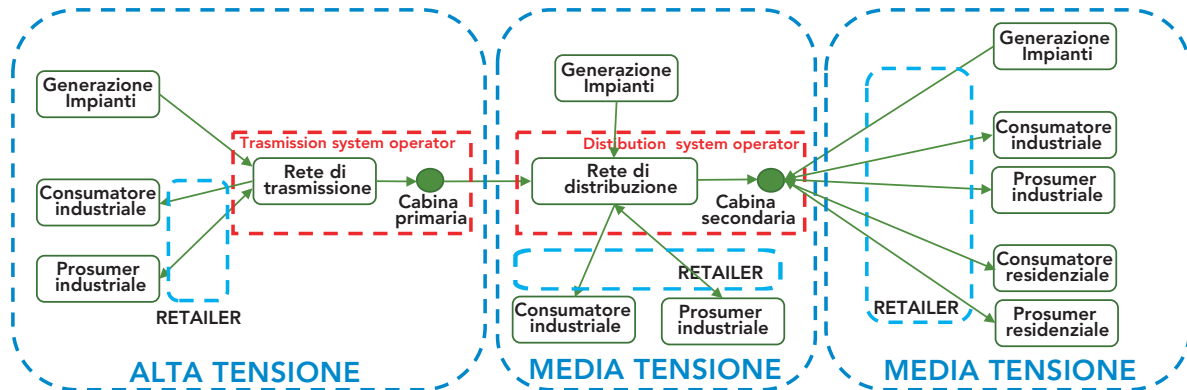 Generazione
Impianti
Trasmission system operator
Rete di
trasmissione
Consumatore
industriale
Cabina
primaria
Prosumer
industriale
RETAILER
ALTA TENSIONE
Generazione
Impianti
Distibution system operator
Rete di
distribuzione
Cabina
secondaria
RETAILER
Consumatore
industriale
Prosumer
industriale
MEDIA TENSIONE
Generazione
Impianti
Consumatore
industriale
Prosumer
industriale
Consumatore
residenziale
RETAILER
Prosumer
residenziale
MEDIA TENSIONE